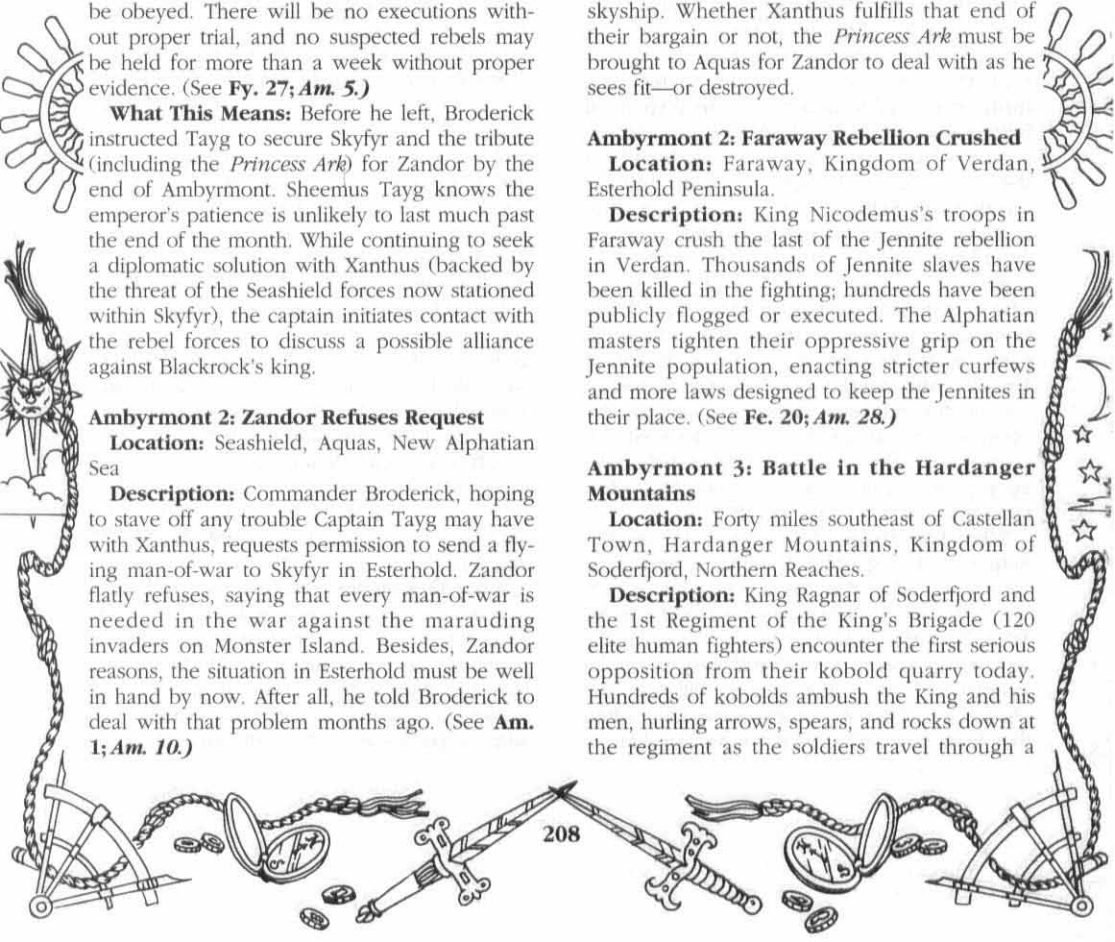 be obeyed. There will be no executions with-
out proper trial, and no suspected rebels may
be held for more than a week without proper
evidence. (See Fy. 27; Am. 5.)
What This Means: Before he left, Broderick
instructed Tayg to secure Skyfyr and the tribute
(including the Princess Ark) for Zandor by the
end of Ambyrmont. Sheemus Tayg knows the
emperor's patience is unlikely to last much past
the end of the month. While continuing to seek
a diplomatic solution with Xanthus (backed by
the threat of the Seashield forces now stationed
within Skyfyr), the captain initiates contact with
the rebel forces to discuss a possible alliance
against Blackrock's king.
Ambyrmont 2: Zandor Refuses Request
Location: Seashield, Aquas, New Alphatian
Sea
Description: Commander Broderick, hoping
to stave off any trouble Captain Tayg may have
with Xanthus, requests permission to send a fly-
ing man-of-war to Skyfyr in Esterhold. Zandor
flatly refuses, saying that every man-of-war is
needed in the war against the marauding
invaders on Monster Island. Besides, Zandor
reasons, the situation in Esterhold must be well
in hand by now. After all, he told Broderick to
deal with that problem months ago. (See Am.
1; Am. 10.)
skyship. Whether Xanthus fulfills that end of
their bargain or not, the Princess Ark must be
brought to Aquas for Zandor to deal with as he
sees fit—or destroyed.
Ambyrmont 2: Faraway Rebellion Crushed
Location: Faraway, Kingdom of Verdan,
Esterhold Peninsula.
Description: King Nicodemus's troops in
Faraway crush the last of the Jennite rebellion
in Verdan. Thousands of Jennite slaves have
been killed in the fighting; hundreds have been
publicly flogged or executed. The Alphatian
masters tighten their oppressive grip on the
Jennite population, enacting stricter curfews
and more laws designed to keep the Jennites in
their place. (See Fe. 20; Am. 28.)
Ambyrmont 3: Battle in the Hardanger
Mountains
Location: Forty miles southeast of Castellan
Town, Hardanger Mountains, Kingdom of
Soderfjord, Northern Reaches.
Description: King Ragnar of Soderfjord and
the 1st Regiment of the King's Brigade (120
elite human fighters) encounter the first serious
opposition from their kobold quarry today.
Hundreds of kobolds ambush the King and his
men, hurling arrows, spears, and rocks down at
the regiment as the soldiers travel through a
208